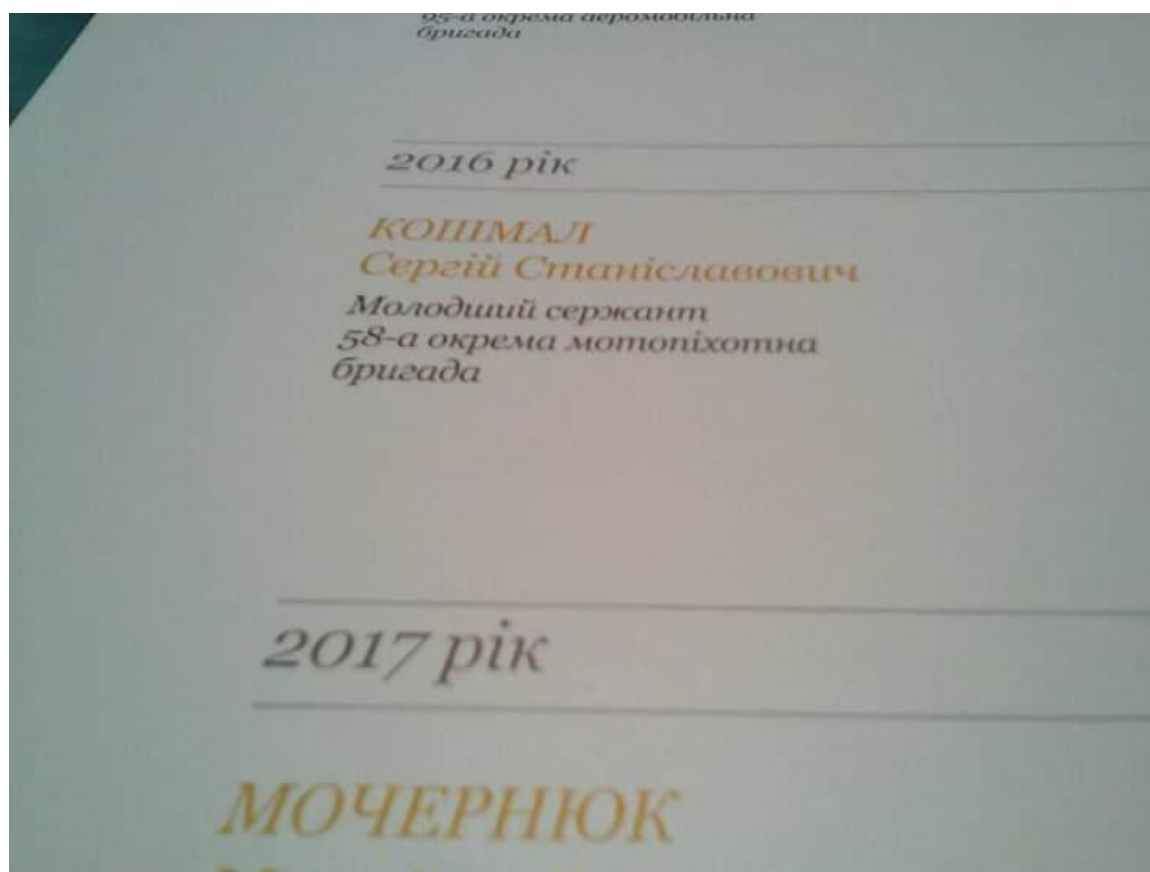 95-а окрема аеромобільна
бригада
2016 рік
КОШМАЛ
Сергій Станіславович
Молодший сержант
58-а окрема мотопіхотна
бригада
2017 рік
МОЧЕРНЮК